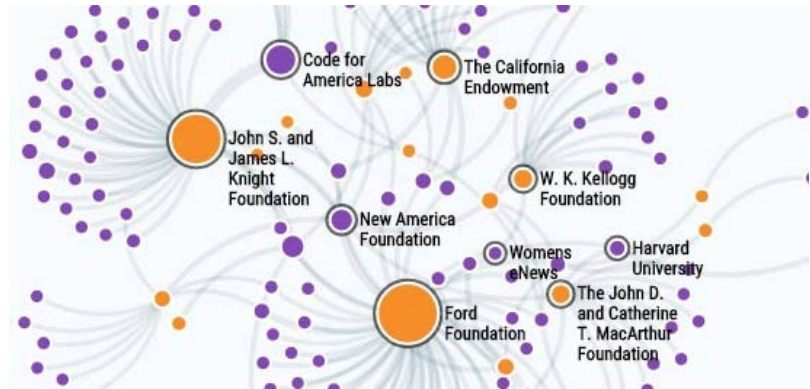 Code for
America Labs
The California
Endowment
John S. and
James L.
Knight
Foundation
W. K. Kellogg
Foundation
New America
Foundation
Womens
eNews
Harvard
University
Ford
Foundation
The John D.
and Catherine
T. MacArthur
Foundation